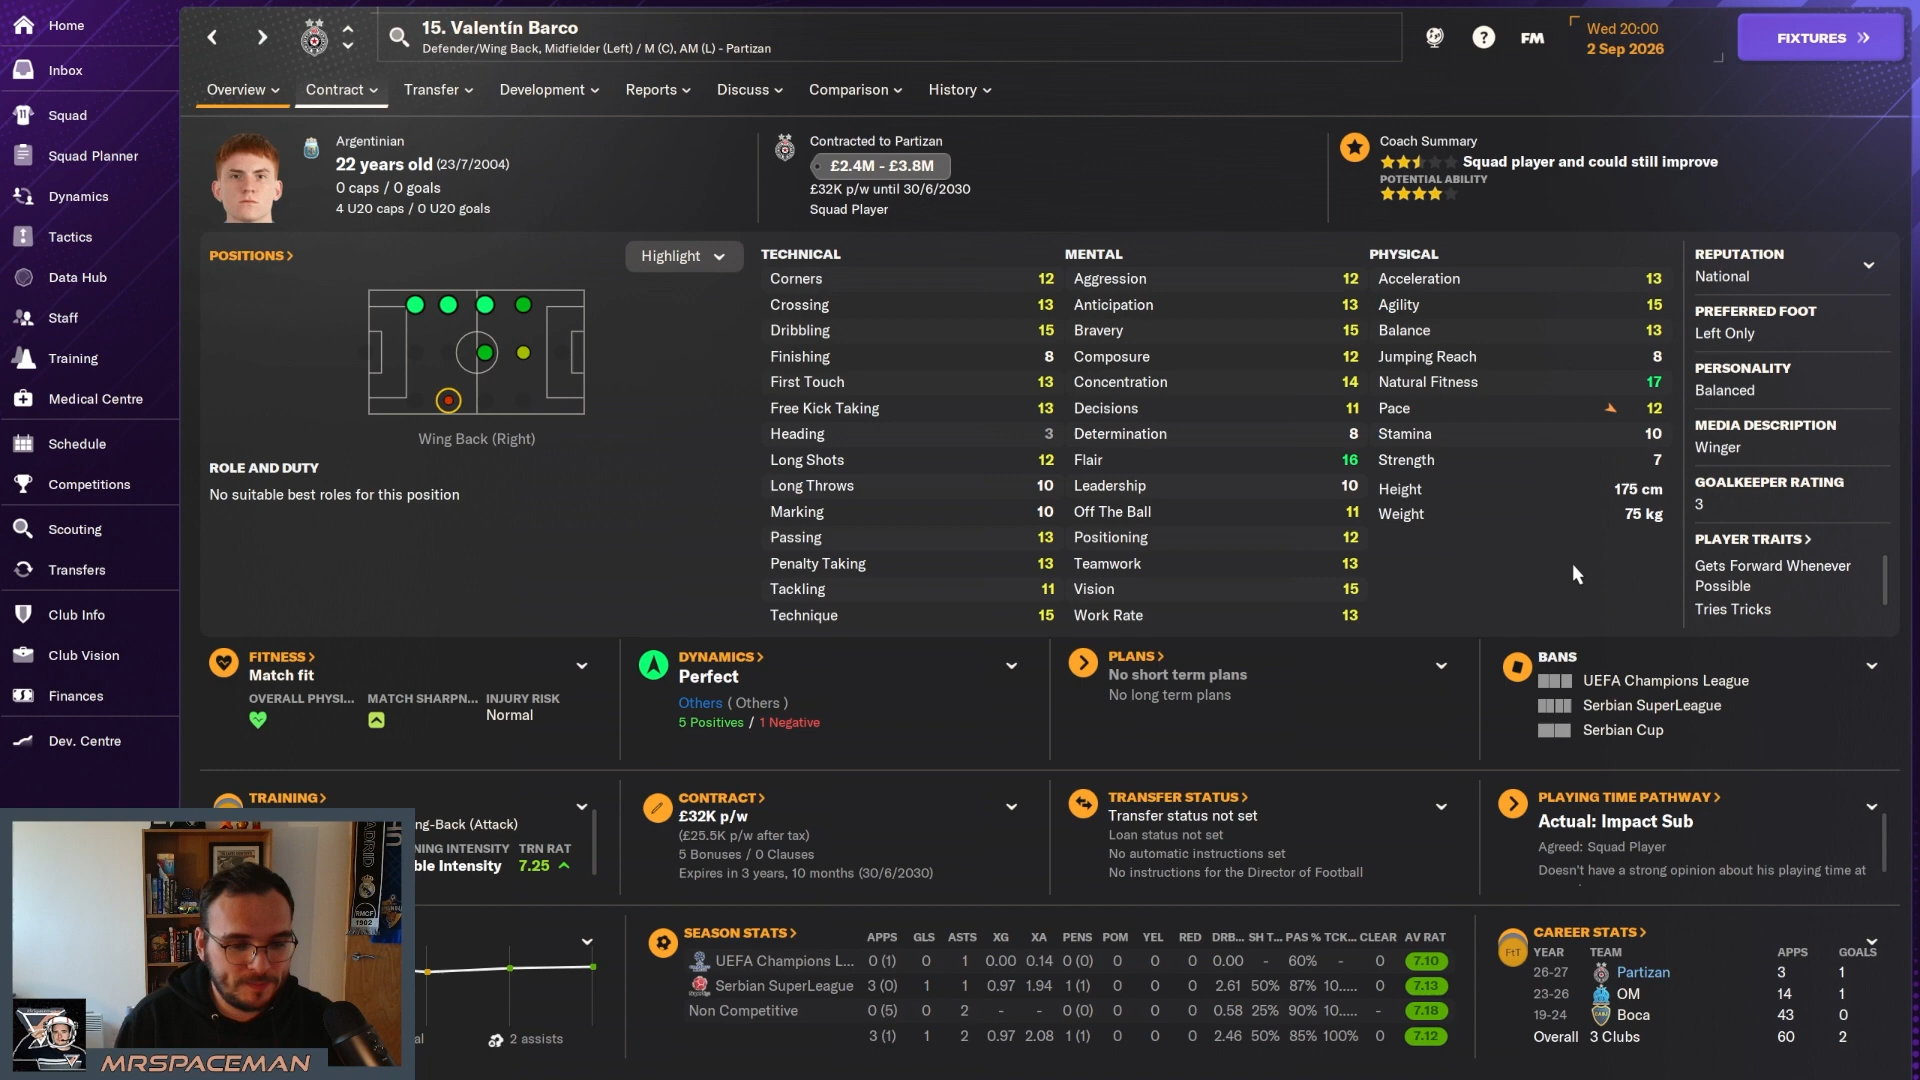 Home
Inbox
Squad
Squad Planner
Dynamics
Tactics
Data Hub
Staff
Training
Medical Centre
Schedule
Competitions
Scouting
Transfers
Club Info
Club Vision
Finances
Dev. Centre
15. Valentín Barco
Defender/Wing Back, Midfielder (Left) / M (C), AM (L) - Partizan
FM
Wed 20:00
2 Sep 2026
FIXTURES
Overview Contract Transfer Development Reports Discuss Comparison History
Argentinian
22 years old (23/7/2004)
0 caps / 0 goals
4 U20 caps / 0 U20 goals
Contracted to Partizan
£2.4M - £3.8M
£32K p/w until 30/6/2030
Squad Player
Coach Summary
Squad player and could still improve
POTENTIAL ABILITY
POSITIONS
Highlight
Wing Back (Right)
ROLE AND DUTY
No suitable best roles for this position
TECHNICAL
Corners 12
Crossing 13
Dribbling 15
Finishing 8
First Touch 13
Free Kick Taking 13
Heading 3
Long Shots 12
Long Throws 10
Marking 10
Passing 13
Penalty Taking 13
Tackling 11
Technique 15
MENTAL
Aggression 12
Anticipation 13
Bravery 15
Composure 12
Concentration 14
Decisions 11
Determination 8
Flair 16
Leadership 10
Off The Ball 11
Positioning 12
Teamwork 13
Vision 15
Work Rate 13
PHYSICAL
Acceleration 13
Agility 15
Balance 13
Jumping Reach 8
Natural Fitness 17
Pace 12
Stamina 10
Strength 7
Height 175 cm
Weight 75 kg
REPUTATION
National
PREFERRED FOOT
Left Only
PERSONALITY
Balanced
MEDIA DESCRIPTION
Winger
GOALKEEPER RATING
3
PLAYER TRAITS
Gets Forward Whenever
Possible
Tries Tricks
FITNESS
Match fit
OVERALL PHYSI... MATCH SHARPN... INJURY RISK
Normal
DYNAMICS
Perfect
Others ( Others )
5 Positives / 1 Negative
PLANS
No short term plans
No long term plans
BANS
UEFA Champions League
Serbian SuperLeague
Serbian Cup
TRAINING
ng-Back (Attack)
NING INTENSITY TRN RAT
ble Intensity 7.25
CONTRACT
£32K p/w
(£25.5K p/w after tax)
5 Bonuses / 0 Clauses
Expires in 3 years, 10 months (30/6/2030)
TRANSFER STATUS
Transfer status not set
Loan status not set
No automatic instructions set
No instructions for the Director of Football
PLAYING TIME PATHWAY
Actual: Impact Sub
Agreed: Squad Player
Doesn't have a strong opinion about his playing time at
al 2 assists
SEASON STATS APPS GLS ASTS XG XA PENS POM YEL RED DRB... SH T... PAS % TCK... CLEAR AV RAT
UEFA Champions L... 0 (1) 0 1 0.00 0.14 0 (0) 0 0 0 0.00 - 60% - 0 7.10
Serbian SuperLeague 3 (0) 1 1 0.97 1.94 1 (1) 0 0 0 2.61 50% 87% 10..... 0 7.13
Non Competitive 0 (5) 0 2 - - 0 (0) 0 0 0 0.58 25% 90% 10..... - 7.18
3 (1) 1 2 0.97 2.08 1 (1) 0 0 0 2.46 50% 85% 100% 0 7.12
CAREER STATS
FtT
YEAR TEAM APPS GOALS
26-27 Partizan 3 1
23-26 OM 14 1
19-24 Boca 43 0
Overall 3 Clubs 60 2
RMCF
1902
MRSPACEMAN